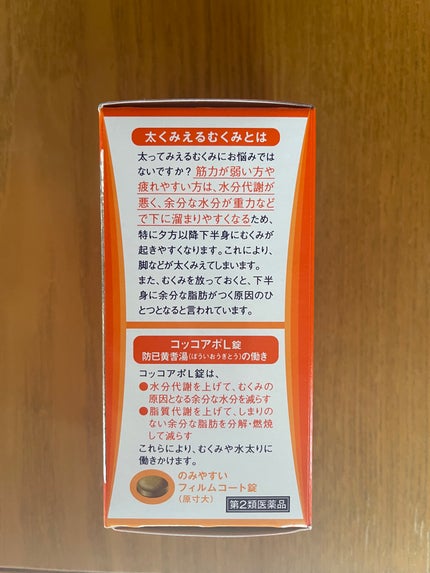 太くみえるむくみとは
太ってみえるむくみにお悩みでは
ないですか？筋力が弱い方や
疲れやすい方は、水分代謝が
悪く、余分な水分が重力など
で下に溜まりやすくなるため、
特に夕方以降下半身にむくみが
起きやすくなります。これにより、
脚などが太くみえてしまいます。
また、むくみを放っておくと、下半
身に余分な脂肪がつく原因のひ
とつとなると言われています。
コッコアポL錠
防已黄耆湯(ぼういおうぎとう)の働き
コッコアポL錠は、
●水分代謝を上げて、むくみの
原因となる余分な水分を減らす
●脂質代謝を上げて、しまりの
ない余分な脂肪を分解・燃焼
して減らす
これらにより、むくみや水太りに
働きかけます。
のみやすい
フィルムコート錠
(原寸大)
第2類医薬品